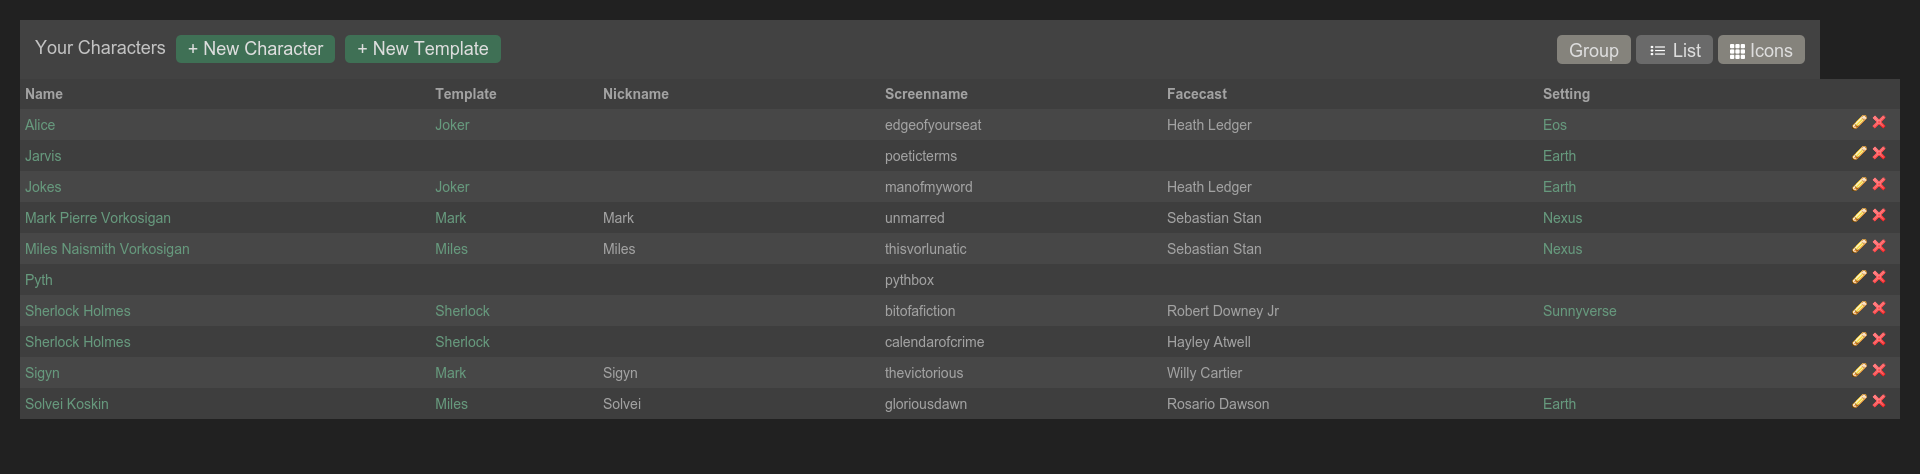 Your Characters + New Character + New Template Group List Icons
Name Template Nickname Screenname Facecast Setting
Alice Joker edgeofyourseat Heath Ledger Eos
Jarvis poeticterms Earth
Jokes Joker manofmyword Heath Ledger Earth
Mark Pierre Vorkosigan Mark Mark unmarred Sebastian Stan Nexus
Miles Naismith Vorkosigan Miles Miles thisvorlunatic Sebastian Stan Nexus
Pyth pythbox
Sherlock Holmes Sherlock bitofafiction Robert Downey Jr Sunnyverse
Sherlock Holmes Sherlock calendarofcrime Hayley Atwell
Sigyn Mark Sigyn thevictorious Willy Cartier
Solvei Koskin Miles Solvei gloriousdawn Rosario Dawson Earth